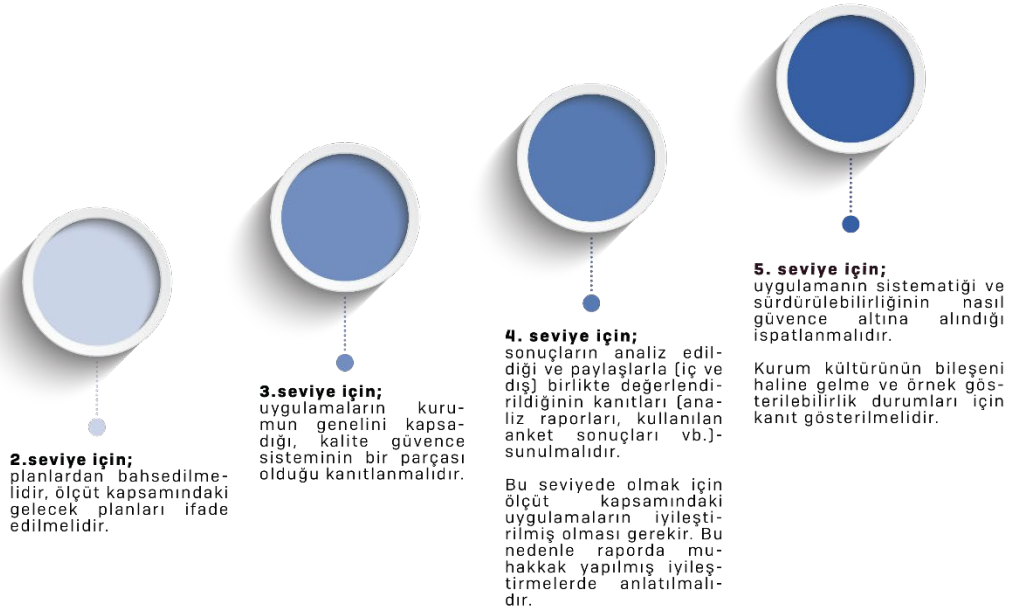 2.seviye için;
planlardan bahsedilme-
lidir, ölçüt kapsamındaki
gelecek planları ifade
edilmelidir.
3.seviye için;
uygulamaların kuru-
mun genelini kapsa-
dığı, kalite güvence
sisteminin bir parçası
olduğu kanıtlanmalıdır.
4. seviye için;
sonuçların analiz edil-
diği ve paylaşlarla (iç ve
dış) birlikte değerlendi-
rildiğinin kanıtları (ana-
liz raporları, kullanılan
anket sonuçları vb.)-
sunulmalıdır.
Bu seviyede olmak için
ölçüt kapsamındaki
uygulamaların iyileşti-
rilmiş olması gerekir. Bu
nedenle raporda mu-
hakkak yapılmış iyileş-
tirmelerde anlatılmalı-
dır.
5. seviye için;
uygulamanın sistematiği ve
sürdürülebilirliğinin nasıl
güvence altına alındığı
ispatlanmalıdır.
Kurum kültürünün bileşeni
haline gelme ve örnek gös-
terilebilirlik durumları için
kanıt gösterilmelidir.